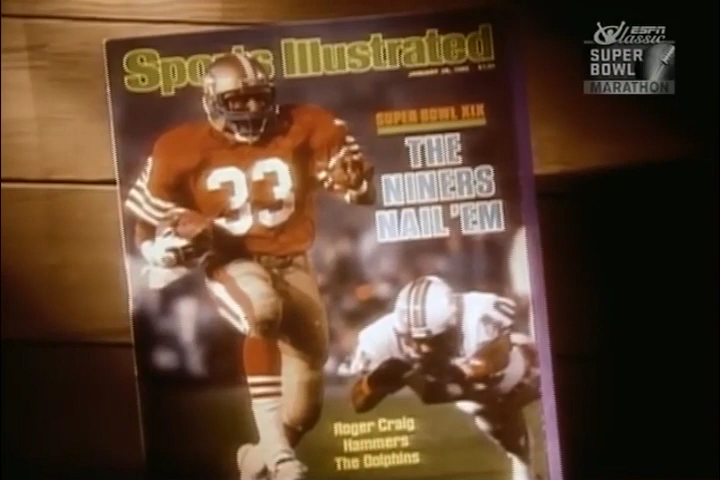 Sports Illustrated
SUPER BOWL XIX
THE
NINERS
NAIL 'EM
33
Roger Craig
Hammers
The Dolphins
ESPN
Classic
SUPER
BOWL
MARATHON